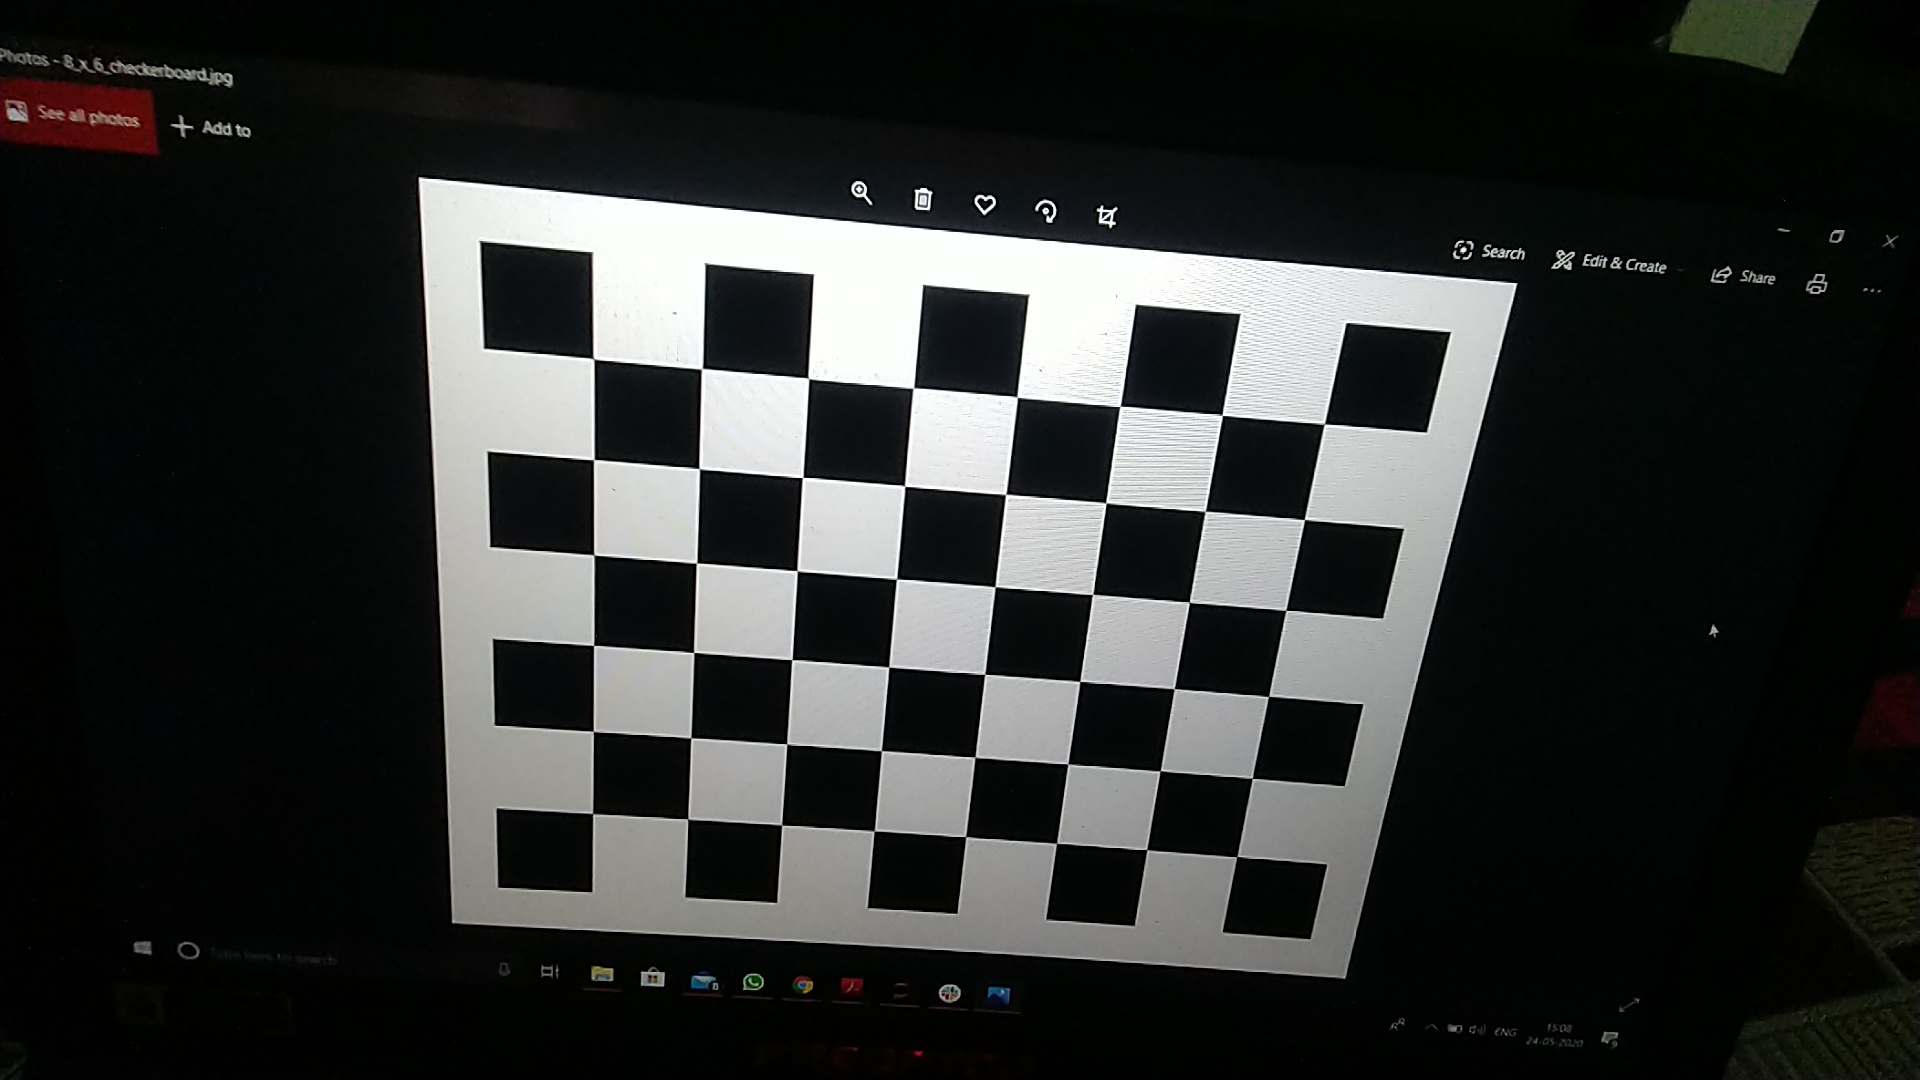 Photos - 8_x_6_checkerboard.jpg
See all photos
+ Add to
Search
Edit & Create
Share
...
Type here to search
ENG
15:08
24-05-2020